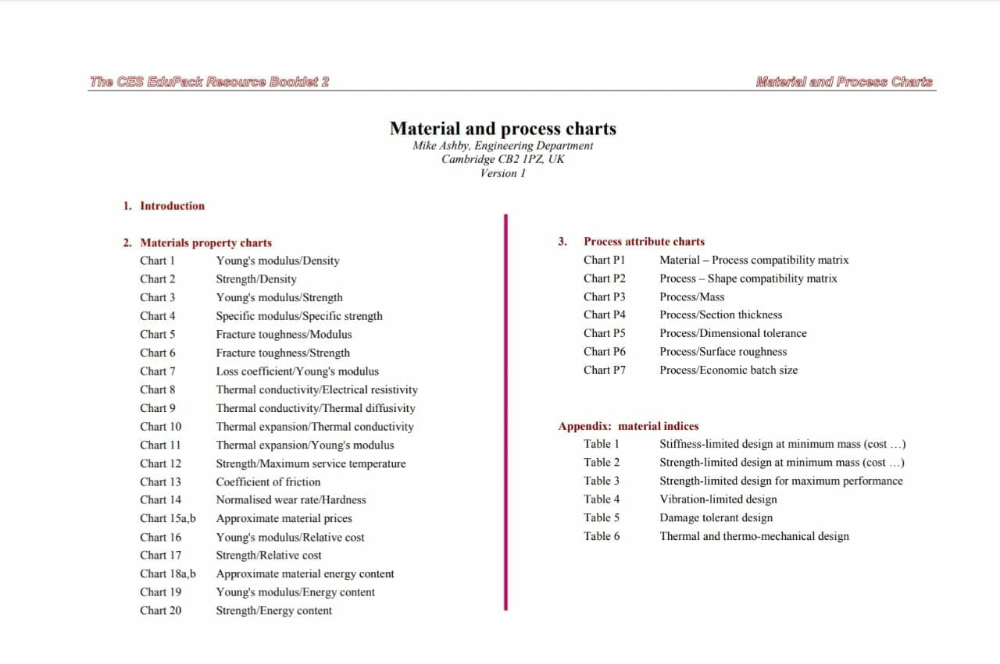 The CES EduPack Resource Booklet 2
Material and Process Charts
Material and process charts
Mike Ashby, Engineering Department
Cambridge CB2 1PZ, UK
Version 1
1. Introduction
2. Materials property charts
Chart 1 Young's modulus/Density
Chart 2 Strength/Density
Chart 3 Young's modulus/Strength
Chart 4 Specific modulus/Specific strength
Chart 5 Fracture toughness/Modulus
Chart 6 Fracture toughness/Strength
Chart 7 Loss coefficient/Young's modulus
Chart 8 Thermal conductivity/Electrical resistivity
Chart 9 Thermal conductivity/Thermal diffusivity
Chart 10 Thermal expansion/Thermal conductivity
Chart 11 Thermal expansion/Young's modulus
Chart 12 Strength/Maximum service temperature
Chart 13 Coefficient of friction
Chart 14 Normalised wear rate/Hardness
Chart 15a,b Approximate material prices
Chart 16 Young's modulus/Relative cost
Chart 17 Strength/Relative cost
Chart 18a,b Approximate material energy content
Chart 19 Young's modulus/Energy content
Chart 20 Strength/Energy content
3. Process attribute charts
Chart P1 Material – Process compatibility matrix
Chart P2 Process – Shape compatibility matrix
Chart P3 Process/Mass
Chart P4 Process/Section thickness
Chart P5 Process/Dimensional tolerance
Chart P6 Process/Surface roughness
Chart P7 Process/Economic batch size
Appendix: material indices
Table 1 Stiffness-limited design at minimum mass (cost …)
Table 2 Strength-limited design at minimum mass (cost …)
Table 3 Strength-limited design for maximum performance
Table 4 Vibration-limited design
Table 5 Damage tolerant design
Table 6 Thermal and thermo-mechanical design